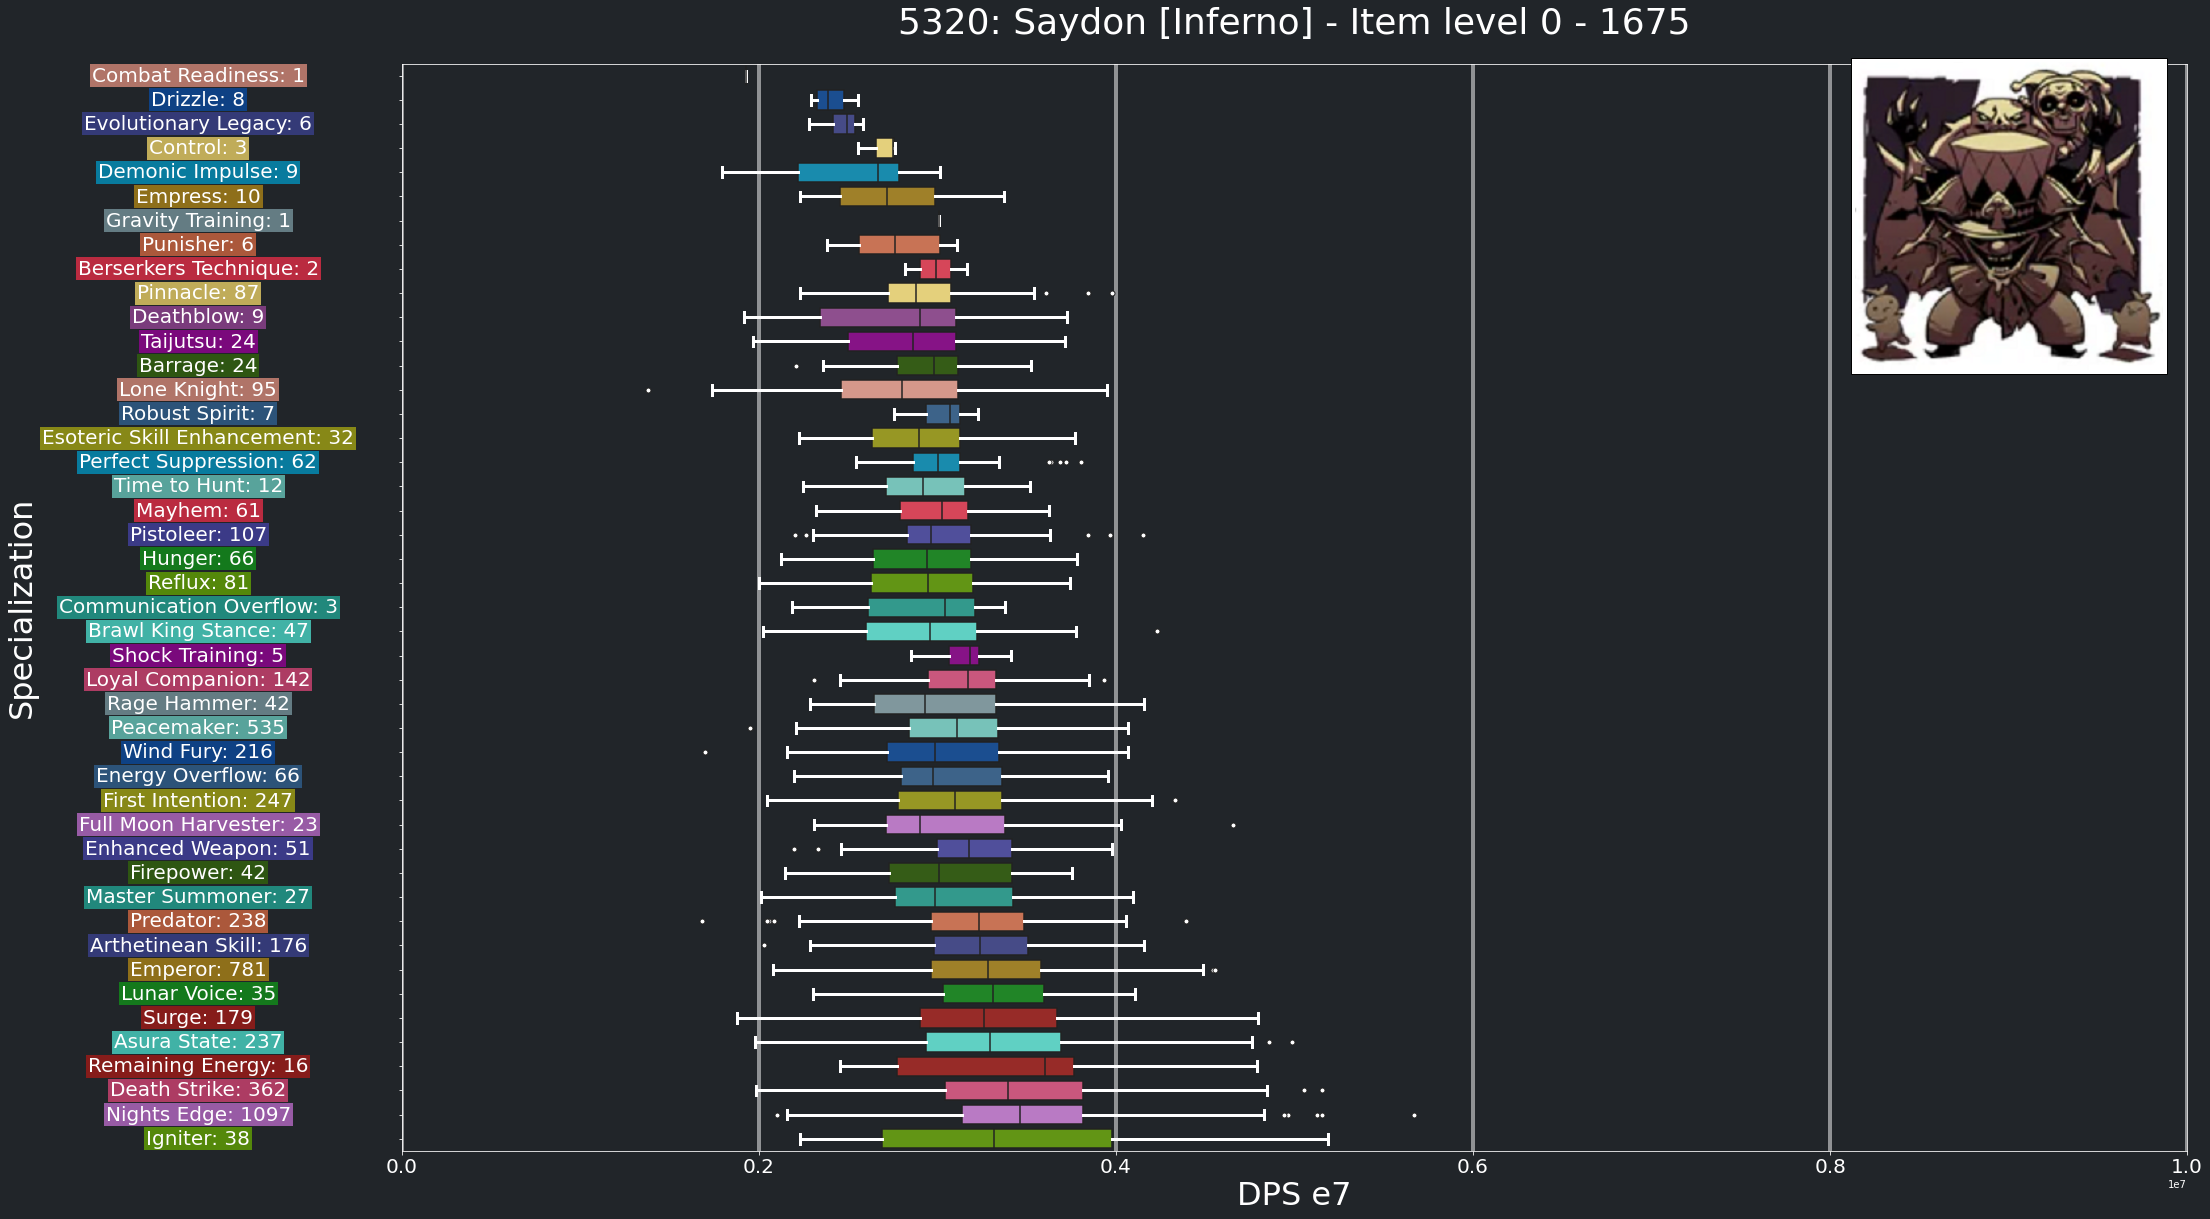 5320: Saydon [Inferno] - Item level 0 - 1675
Specialization
Combat Readiness: 1
Drizzle: 8
Evolutionary Legacy: 6
Control: 3
Demonic Impulse: 9
Empress: 10
Gravity Training: 1
Punisher: 6
Berserkers Technique: 2
Pinnacle: 87
Deathblow: 9
Taijutsu: 24
Barrage: 24
Lone Knight: 95
Robust Spirit: 7
Esoteric Skill Enhancement: 32
Perfect Suppression: 62
Time to Hunt: 12
Mayhem: 61
Pistoleer: 107
Hunger: 66
Reflux: 81
Communication Overflow: 3
Brawl King Stance: 47
Shock Training: 5
Loyal Companion: 142
Rage Hammer: 42
Peacemaker: 535
Wind Fury: 216
Energy Overflow: 66
First Intention: 247
Full Moon Harvester: 23
Enhanced Weapon: 51
Firepower: 42
Master Summoner: 27
Predator: 238
Arthetinean Skill: 176
Emperor: 781
Lunar Voice: 35
Surge: 179
Asura State: 237
Remaining Energy: 16
Death Strike: 362
Nights Edge: 1097
Igniter: 38
0.0 0.2 0.4 0.6 0.8 1.0
1e7
DPS e7